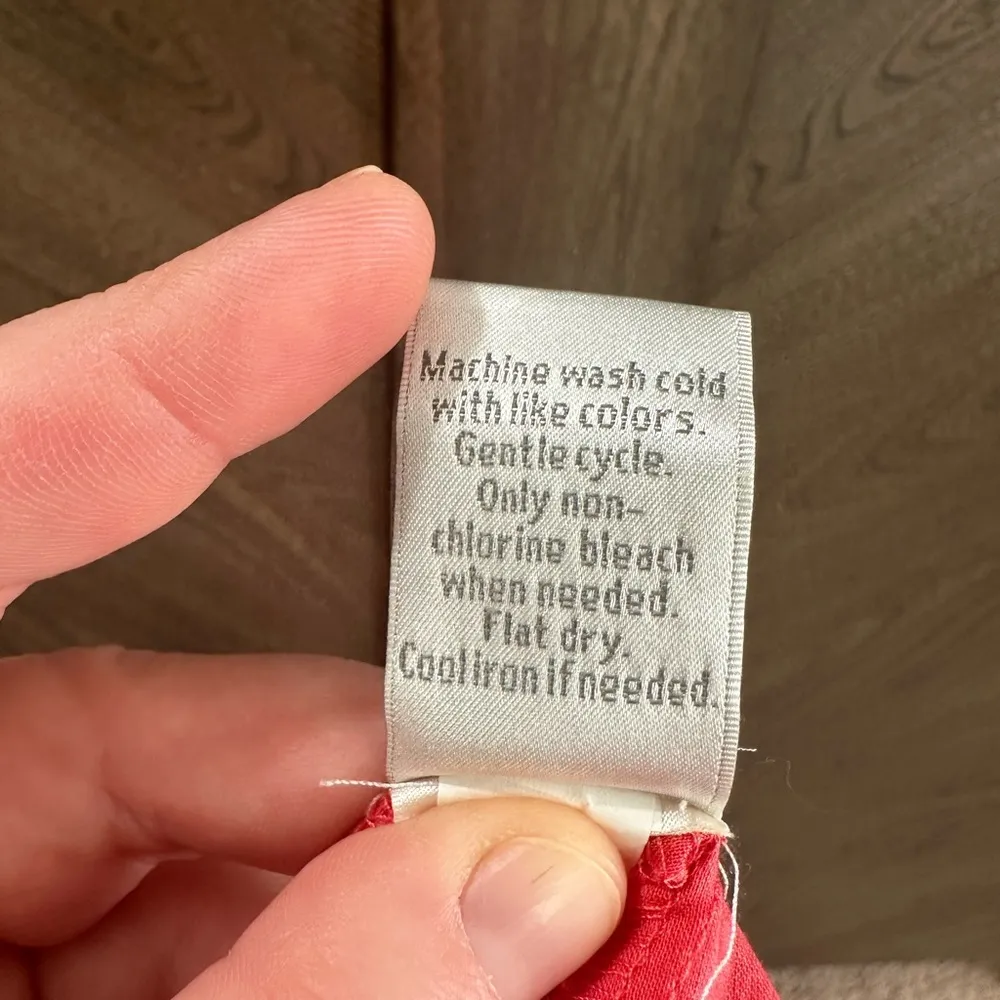 Machine wash cold
with like colors.
Gentle cycle.
Only non-
chlorine bleach
when needed.
Flat dry.
Cool iron if needed.